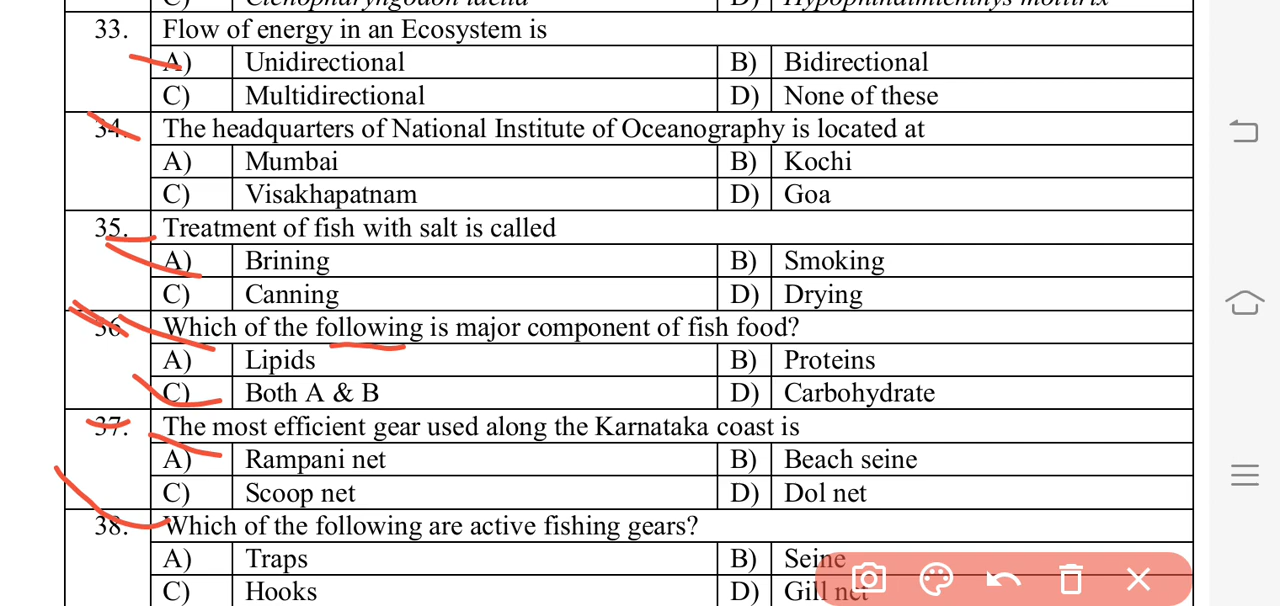 C) Ctenopharyngodon idella D) Hypophthalmichthys molitrix
33. Flow of energy in an Ecosystem is
A) Unidirectional B) Bidirectional
C) Multidirectional D) None of these
34. The headquarters of National Institute of Oceanography is located at
A) Mumbai B) Kochi
C) Visakhapatnam D) Goa
35. Treatment of fish with salt is called
A) Brining B) Smoking
C) Canning D) Drying
36. Which of the following is major component of fish food?
A) Lipids B) Proteins
C) Both A & B D) Carbohydrate
37. The most efficient gear used along the Karnataka coast is
A) Rampani net B) Beach seine
C) Scoop net D) Dol net
38. Which of the following are active fishing gears?
A) Traps B) Seine
C) Hooks D) Gill net